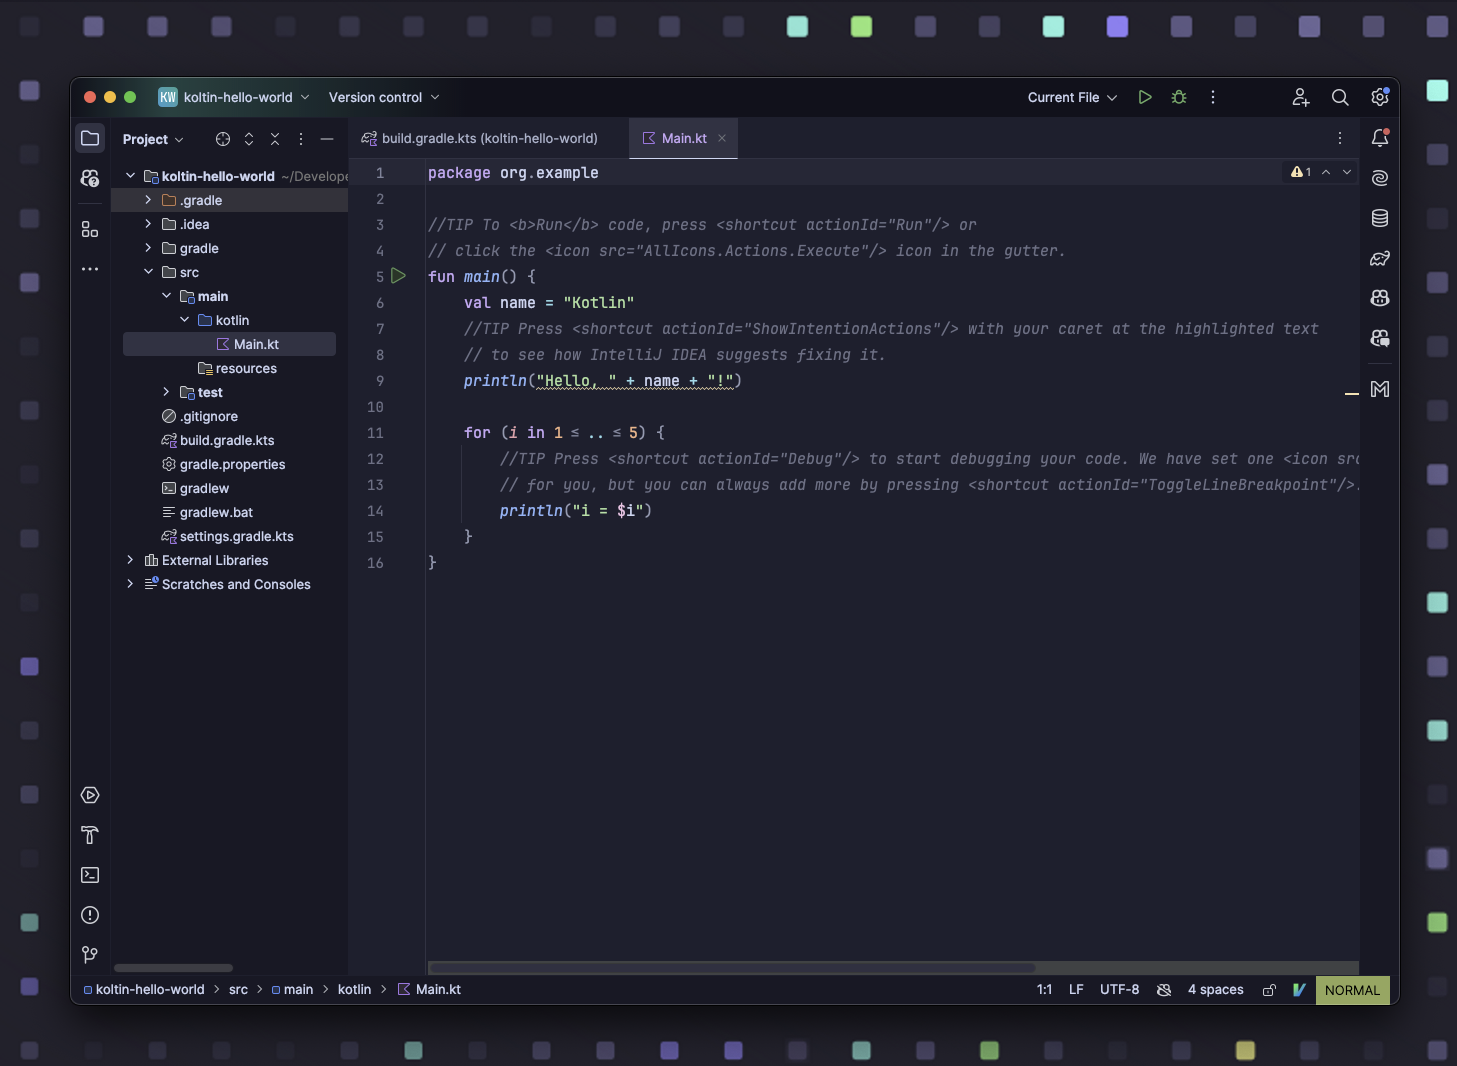 KW koltin-hello-world Version control Current File
Project
build.gradle.kts (koltin-hello-world) Main.kt
koltin-hello-world ~/Develope
.gradle
.idea
gradle
src
main
kotlin
Main.kt
resources
test
.gitignore
build.gradle.kts
gradle.properties
gradlew
gradlew.bat
settings.gradle.kts
External Libraries
Scratches and Consoles
1 package org.example
1
2
3 //TIP To <b>Run</b> code, press <shortcut actionId="Run"/> or
4 // click the <icon src="AllIcons.Actions.Execute"/> icon in the gutter.
5 fun main() {
6 val name = "Kotlin"
7 //TIP Press <shortcut actionId="ShowIntentionActions"/> with your caret at the highlighted text
8 // to see how IntelliJ IDEA suggests fixing it.
9 println("Hello, " + name + "!")
10
11 for (i in 1 ≤ .. ≤ 5) {
12 //TIP Press <shortcut actionId="Debug"/> to start debugging your code. We have set one <icon src
13 // for you, but you can always add more by pressing <shortcut actionId="ToggleLineBreakpoint"/>.
14 println("i = $i")
15 }
16 }
koltin-hello-world > src > main > kotlin > Main.kt
1:1 LF UTF-8 4 spaces NORMAL